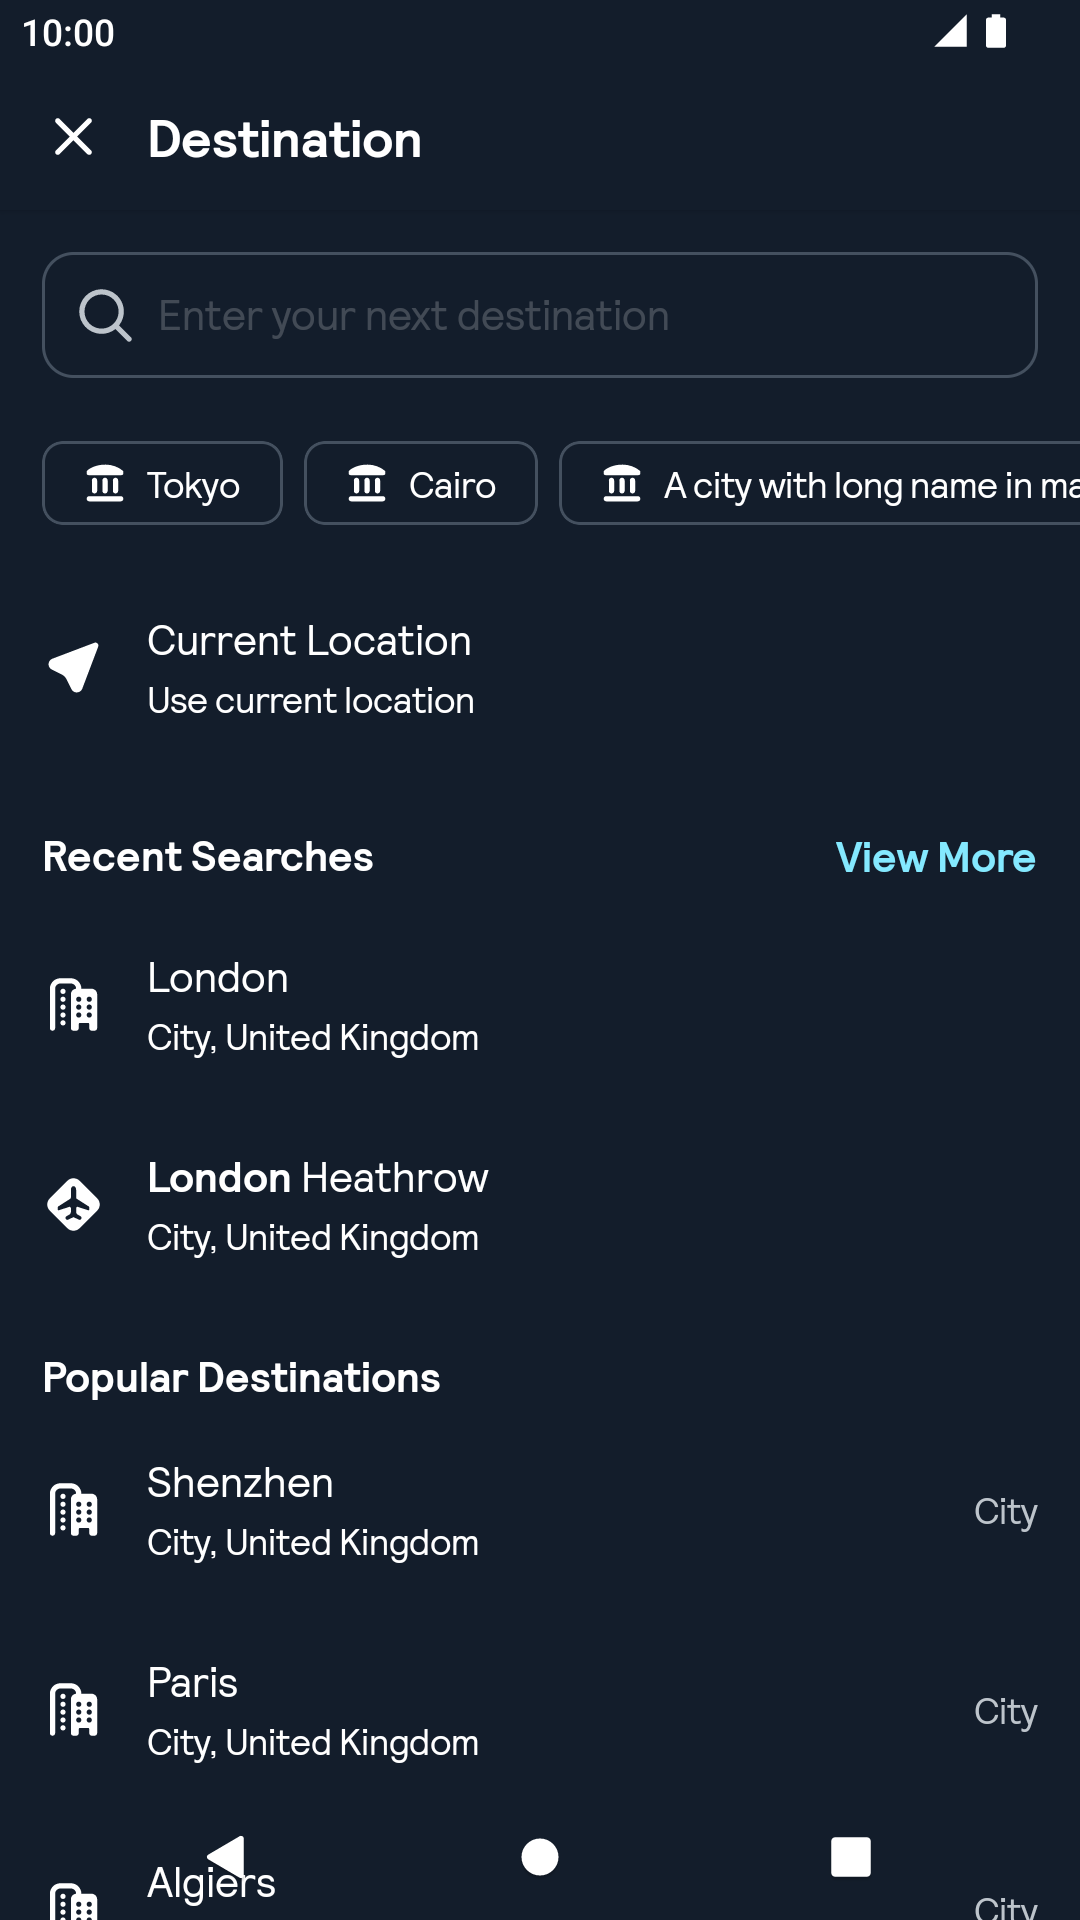 10:00
Destination
Enter your next destination
Tokyo
Cairo
A city with long name in
Current Location
Use current location
Recent Searches
View More
London
City, United Kingdom
London Heathrow
City, United Kingdom
Popular Destinations
Shenzhen
City, United Kingdom
City
Paris
City, United Kingdom
City
Algiers
City